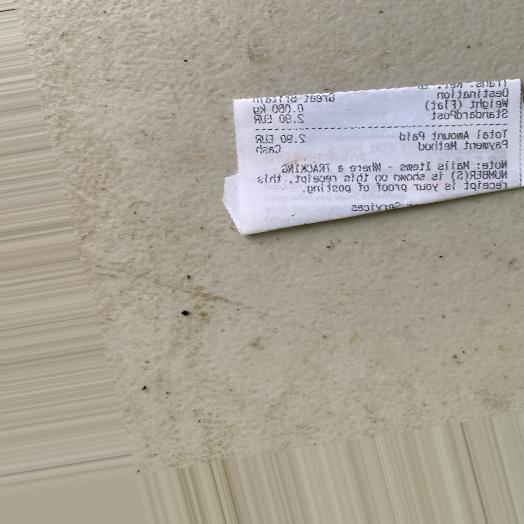 Trans. Ref.
Destination Great Britain
Weight (Flat) 0.060 Kg
StandardPost 2.90 EUR
Total Amount Paid 2.90 EUR
Payment Method Cash
Note: Mails Items - Where a TRACKING
NUMBER(S) is shown on this receipt, this
receipt is your proof of posting.
Services